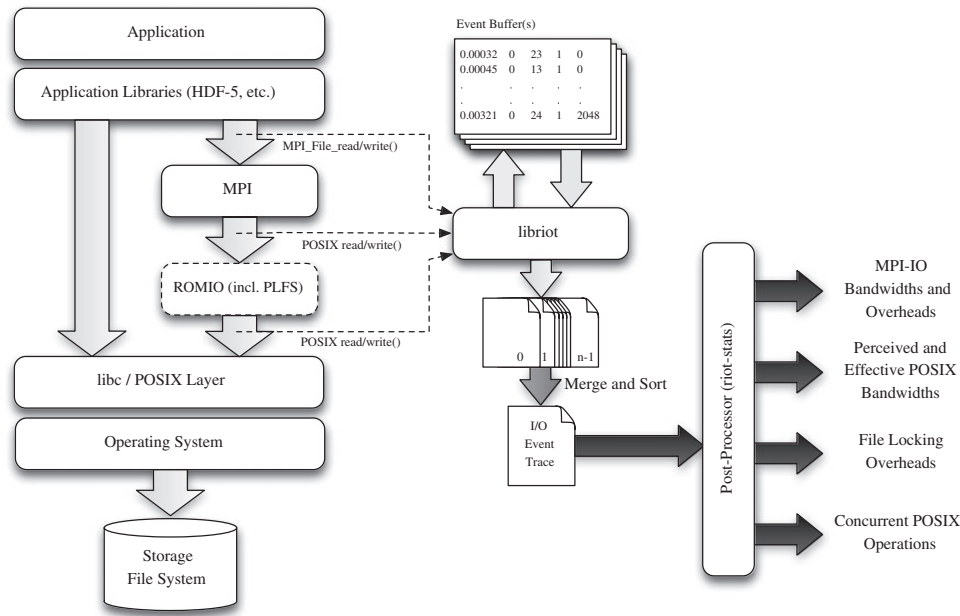 Application
Application Libraries (HDF-5, etc.)
MPI_File_read/write()
MPI
POSIX read/write()
ROMIO (incl. PLFS)
POSIX read/write()
libc / POSIX Layer
Operating System
Storage
File System
Event Buffer(s)
0.00032 0 23 1 0
0.00045 0 13 1 0
. . . . .
. . . . .
0.00321 0 24 1 2048
libriot
0 1 n-1
Merge and Sort
I/O
Event
Trace
Post-Processor (riot-stats)
MPI-IO
Bandwidths and
Overheads
Perceived and
Effective POSIX
Bandwidths
File Locking
Overheads
Concurrent POSIX
Operations